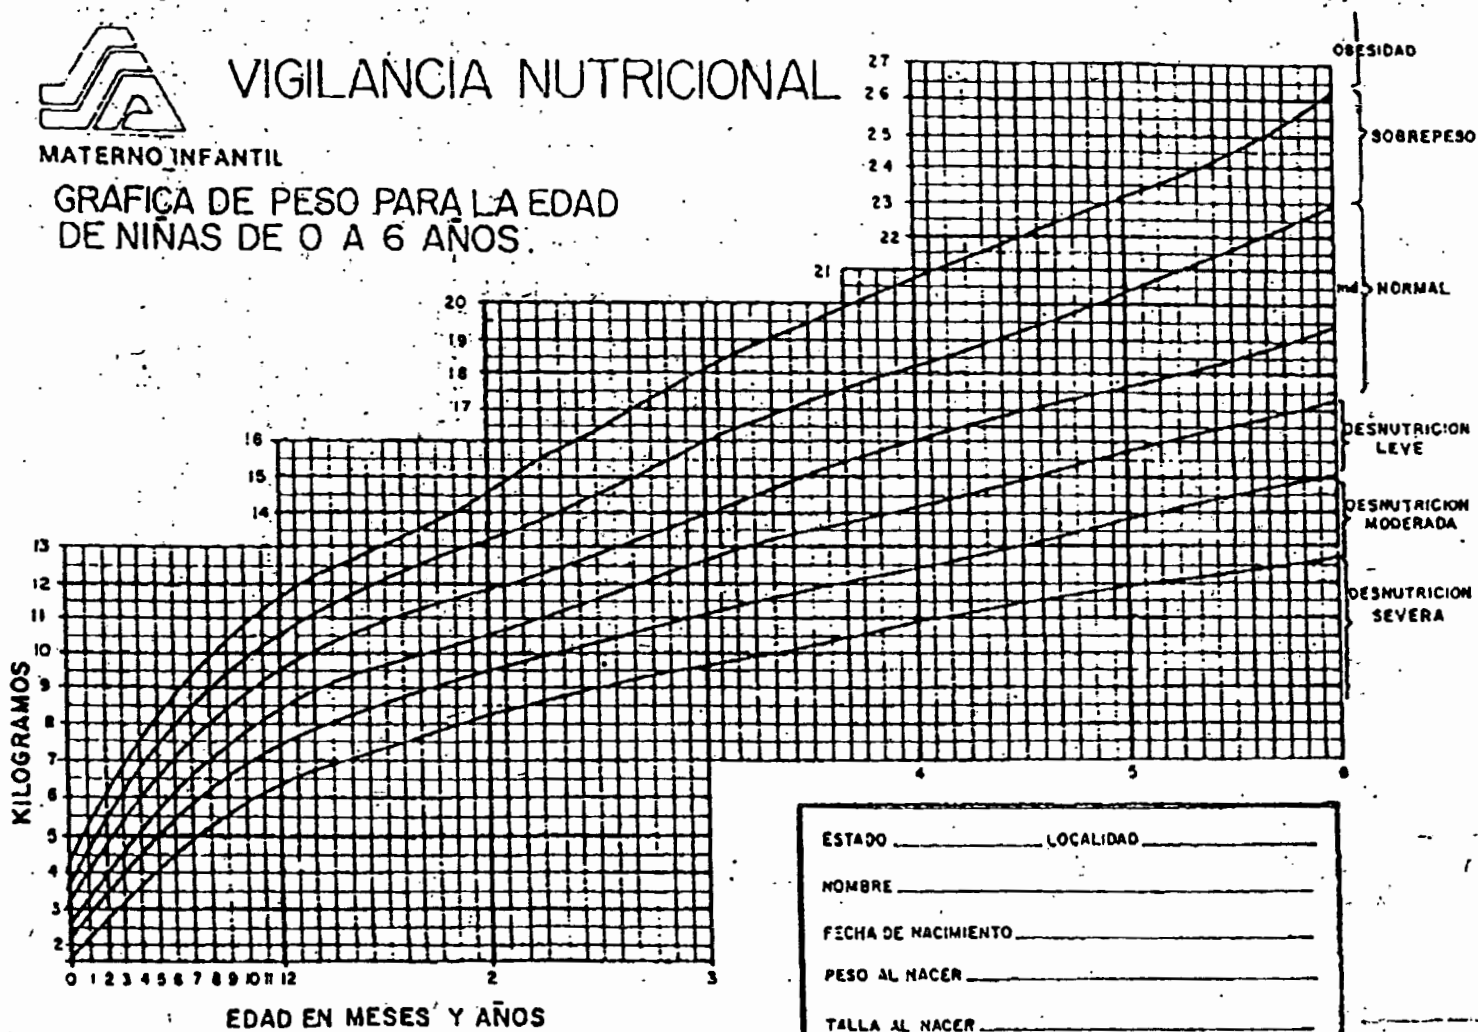 VIGILANCIA NUTRICIONAL
MATERNO INFANTIL
GRAFICA DE PESO PARA LA EDAD
DE NIÑAS DE 0 A 6 AÑOS.
OBESIDAD
SOBREPESO
md NORMAL
DESNUTRICION
LEVE
DESNUTRICION
MODERADA
DESNUTRICION
SEVERA
27
26
25
24
23
22
21
20
19
18
17
16
15
14
13
12
11
10
9
8
7
6
5
4
3
2
KILOGRAMOS
0 1 2 3 4 5 6 7 8 9 10 11 12 2 3
4 5 6
EDAD EN MESES Y AÑOS
ESTADO LOCALIDAD
NOMBRE
FECHA DE NACIMIENTO
PESO AL NACER
TALLA AL NACER